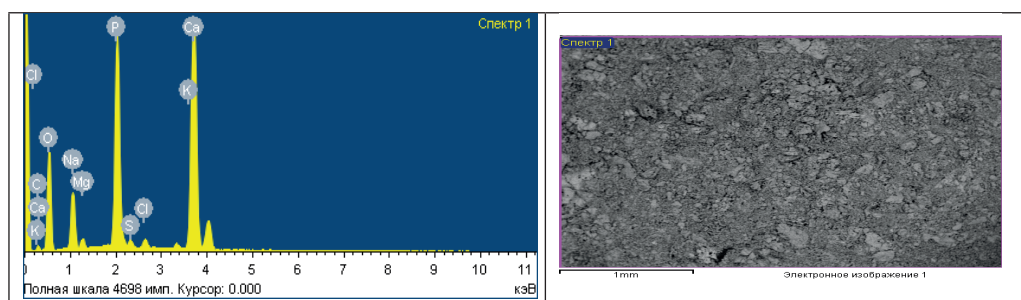 Спектр 1
P
Ca
Cl
K
O
Na
Mg
C
Ca
K
S
Cl
0 1 2 3 4 5 6 7 8 9 10 11
Полная шкала 4698 имп. Курсор: 0.000 кэВ
Спектр 1
1mm
Электронное изображение 1